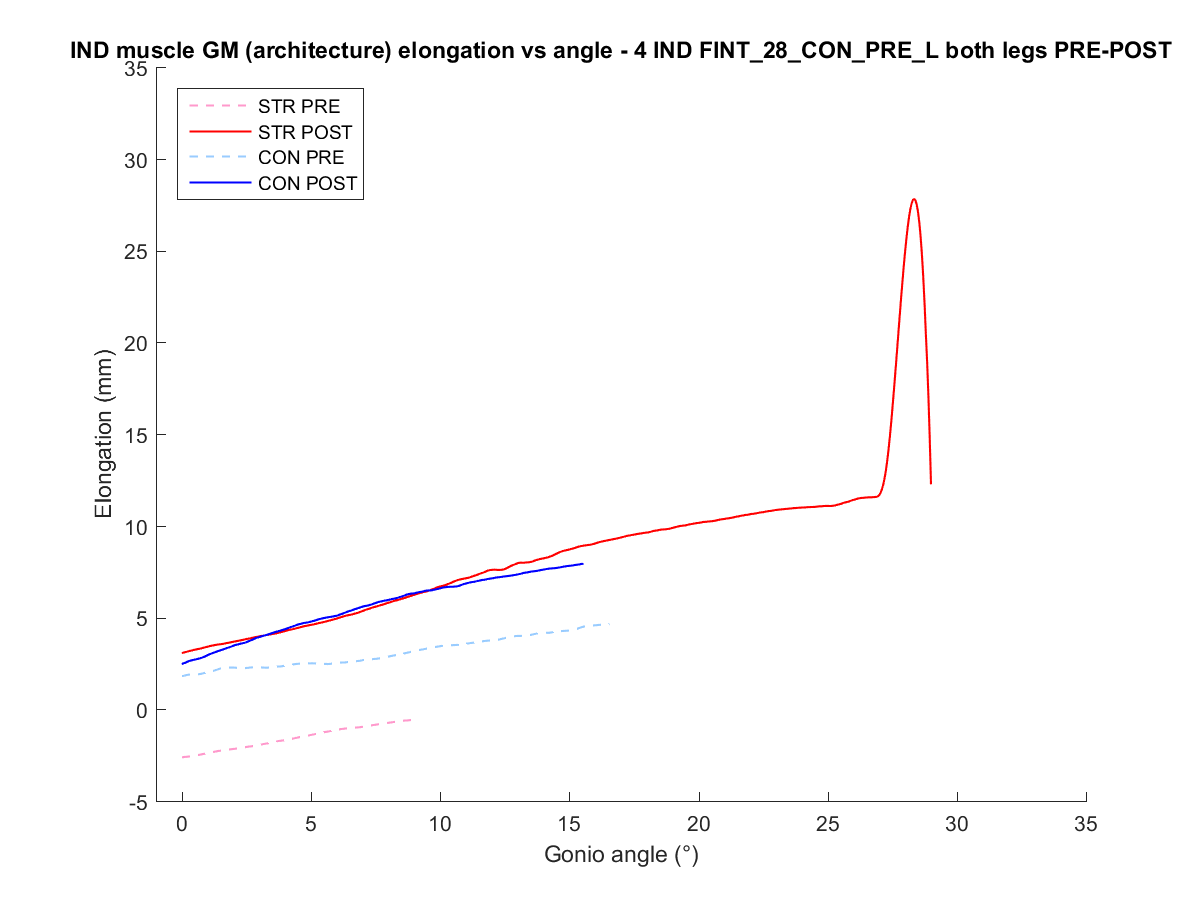 IND muscle GM (architecture) elongation vs angle - 4 IND FINT_28_CON_PRE_L both legs PRE-POST
35
30
25
20
15
10
5
0
-5
Elongation (mm)
STR PRE
STR POST
CON PRE
CON POST
0 5 10 15 20 25 30 35
Gonio angle (°)